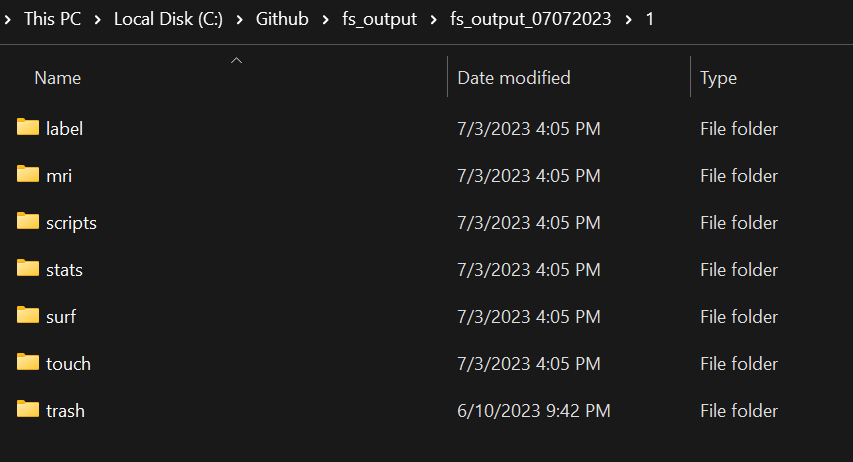 This PC > Local Disk (C:) > Github > fs_output > fs_output_07072023 > 1
Name Date modified Type
label 7/3/2023 4:05 PM File folder
mri 7/3/2023 4:05 PM File folder
scripts 7/3/2023 4:05 PM File folder
stats 7/3/2023 4:05 PM File folder
surf 7/3/2023 4:05 PM File folder
touch 7/3/2023 4:05 PM File folder
trash 6/10/2023 9:42 PM File folder